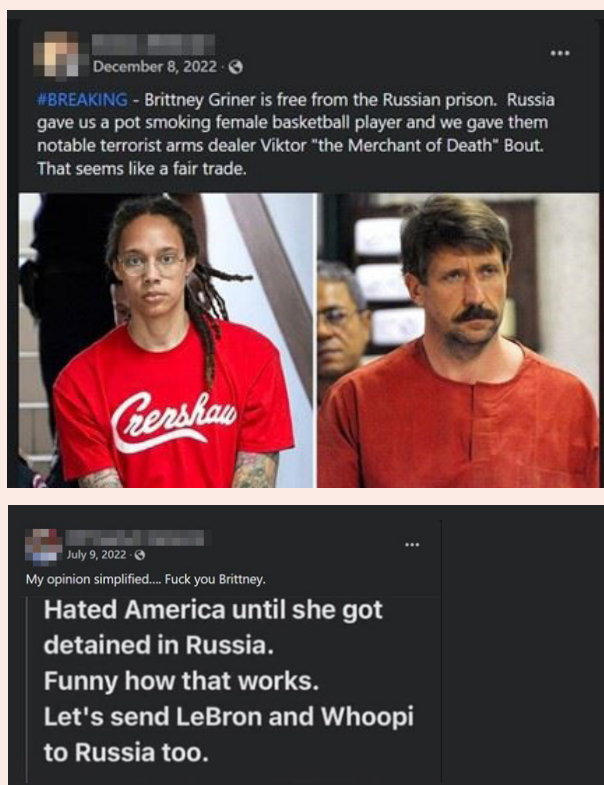 December 8, 2022 ·
#BREAKING - Brittney Griner is free from the Russian prison. Russia
gave us a pot smoking female basketball player and we gave them
notable terrorist arms dealer Viktor "the Merchant of Death" Bout.
That seems like a fair trade.
Crenshaw
July 9, 2022 ·
My opinion simplified.... Fuck you Brittney.
Hated America until she got
detained in Russia.
Funny how that works.
Let's send LeBron and Whoopi
to Russia too.